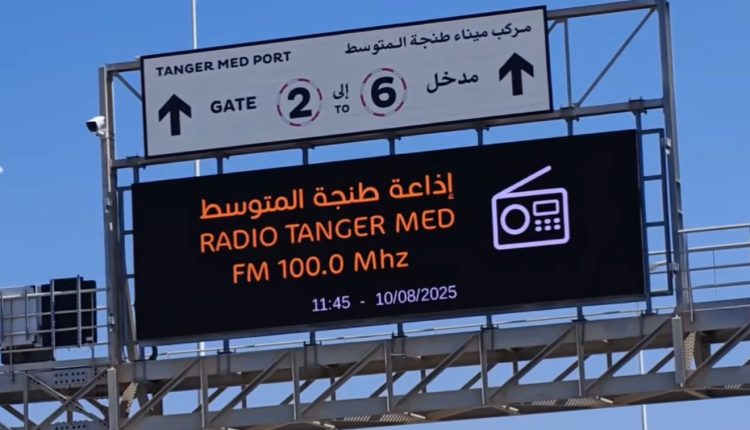 مركب ميناء طنجة المتوسط
TANGER MED PORT
GATE 2 إلى TO 6 مدخل
إذاعة طنجة المتوسط
RADIO TANGER MED
FM 100.0 Mhz
11:45 - 10/08/2025